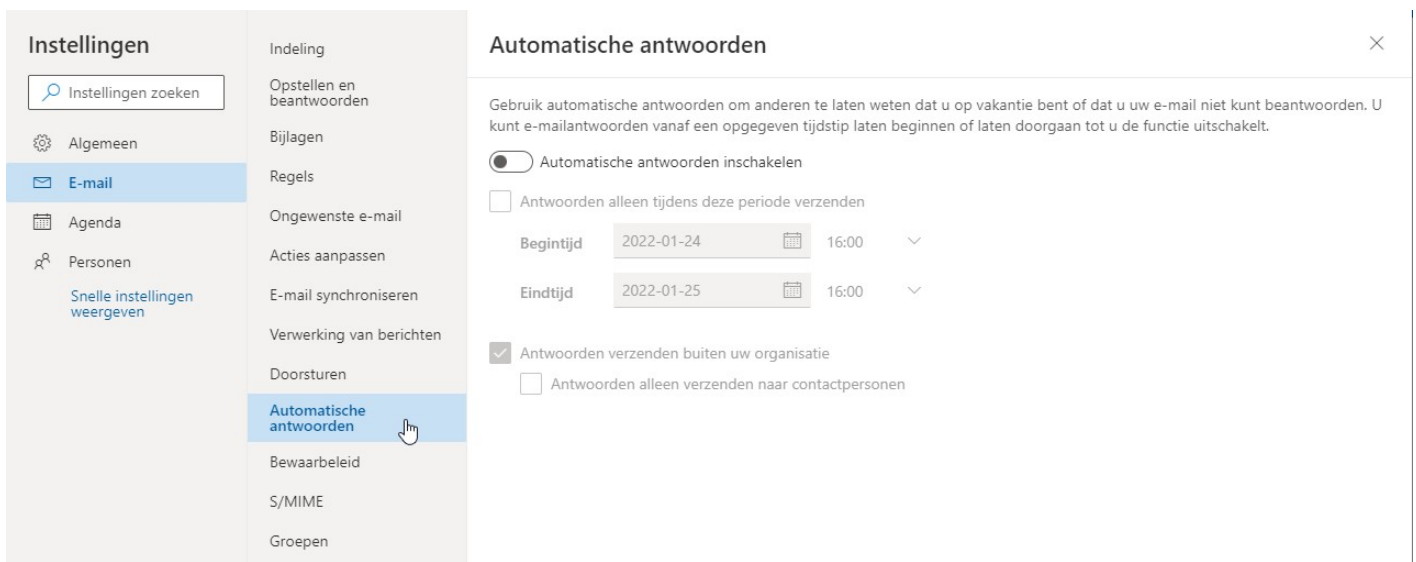 Instellingen
Instellingen zoeken
Algemeen
E-mail
Agenda
Personen
Snelle instellingen
weergeven
Indeling
Opstellen en
beantwoorden
Bijlagen
Regels
Ongewenste e-mail
Acties aanpassen
E-mail synchroniseren
Verwerking van berichten
Doorsturen
Automatische
antwoorden
Bewaarbeleid
S/MIME
Groepen
Automatische antwoorden
Gebruik automatische antwoorden om anderen te laten weten dat u op vakantie bent of dat u uw e-mail niet kunt beantwoorden. U
kunt e-mailantwoorden vanaf een opgegeven tijdstip laten beginnen of laten doorgaan tot u de functie uitschakelt.
Automatische antwoorden inschakelen
Antwoorden alleen tijdens deze periode verzenden
Begintijd 2022-01-24 16:00
Eindtijd 2022-01-25 16:00
Antwoorden verzenden buiten uw organisatie
Antwoorden alleen verzenden naar contactpersonen